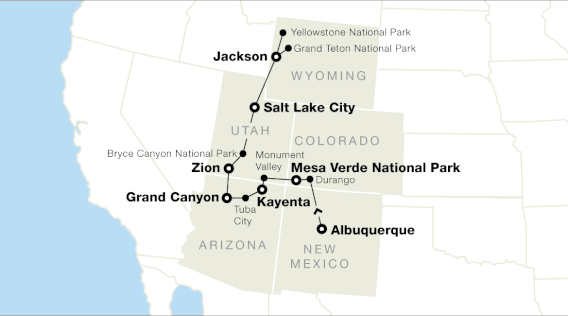 Yellowstone National Park
Grand Teton National Park
Jackson
WYOMING
Salt Lake City
UTAH
COLORADO
Bryce Canyon National Park
Monument
Valley
Zion
Mesa Verde National Park
Durango
Grand Canyon
Kayenta
Tuba
City
Albuquerque
ARIZONA
NEW
MEXICO